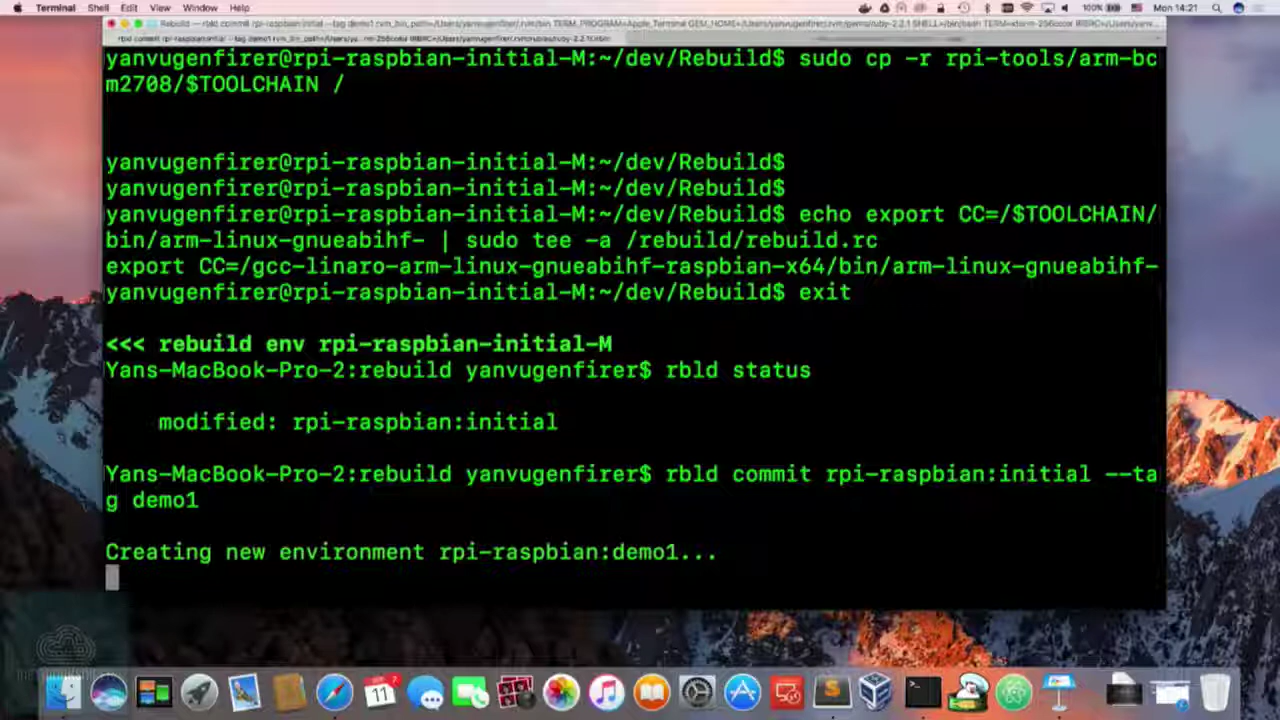 Terminal Shell Edit View Window Help 100% Mon 14:21
yanvugenfirer@rpi-raspbian-initial-M:~/dev/Rebuild$ sudo cp -r rpi-tools/arm-bc
m2708/$TOOLCHAIN /
yanvugenfirer@rpi-raspbian-initial-M:~/dev/Rebuild$
yanvugenfirer@rpi-raspbian-initial-M:~/dev/Rebuild$
yanvugenfirer@rpi-raspbian-initial-M:~/dev/Rebuild$ echo export CC=/$TOOLCHAIN/
bin/arm-linux-gnueabihf- | sudo tee -a /rebuild/rebuild.rc
export CC=/gcc-linaro-arm-linux-gnueabihf-raspbian-x64/bin/arm-linux-gnueabihf-
yanvugenfirer@rpi-raspbian-initial-M:~/dev/Rebuild$ exit
<<< rebuild env rpi-raspbian-initial-M
Yans-MacBook-Pro-2:rebuild yanvugenfirer$ rbld status
modified: rpi-raspbian:initial
Yans-MacBook-Pro-2:rebuild yanvugenfirer$ rbld commit rpi-raspbian:initial --ta
g demo1
Creating new environment rpi-raspbian:demo1...
11